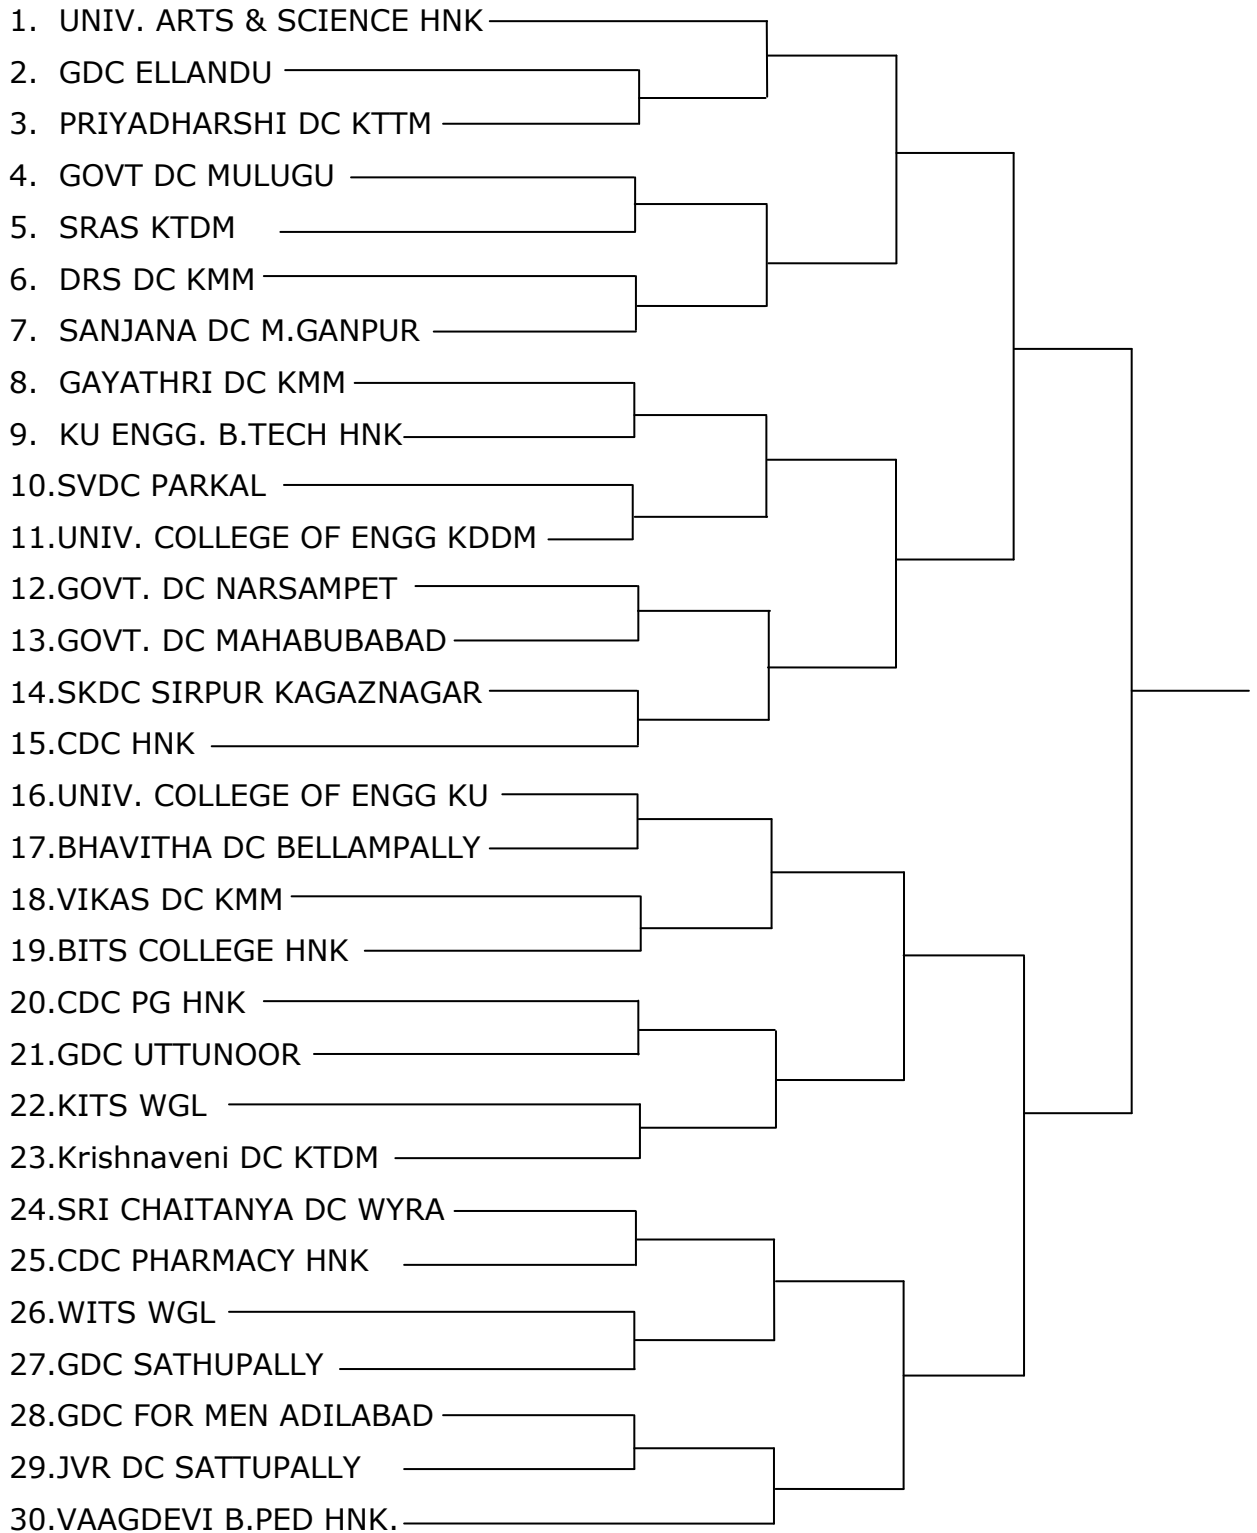 1. UNIV. ARTS & SCIENCE HNK
2. GDC ELLANDU
3. PRIYADHARSHI DC KTTM
4. GOVT DC MULUGU
5. SRAS KTDM
6. DRS DC KMM
7. SANJANA DC M.GANPUR
8. GAYATHRI DC KMM
9. KU ENGG. B.TECH HNK
10.SVDC PARKAL
11.UNIV. COLLEGE OF ENGG KDDM
12.GOVT. DC NARSAMPET
13.GOVT. DC MAHABUBABAD
14.SKDC SIRPUR KAGAZNAGAR
15.CDC HNK
16.UNIV. COLLEGE OF ENGG KU
17.BHAVITHA DC BELLAMPALLY
18.VIKAS DC KMM
19.BITS COLLEGE HNK
20.CDC PG HNK
21.GDC UTTUNOOR
22.KITS WGL
23.Krishnaveni DC KTDM
24.SRI CHAITANYA DC WYRA
25.CDC PHARMACY HNK
26.WITS WGL
27.GDC SATHUPALLY
28.GDC FOR MEN ADILABAD
29.JVR DC SATTUPALLY
30.VAAGDEVI B.PED HNK.